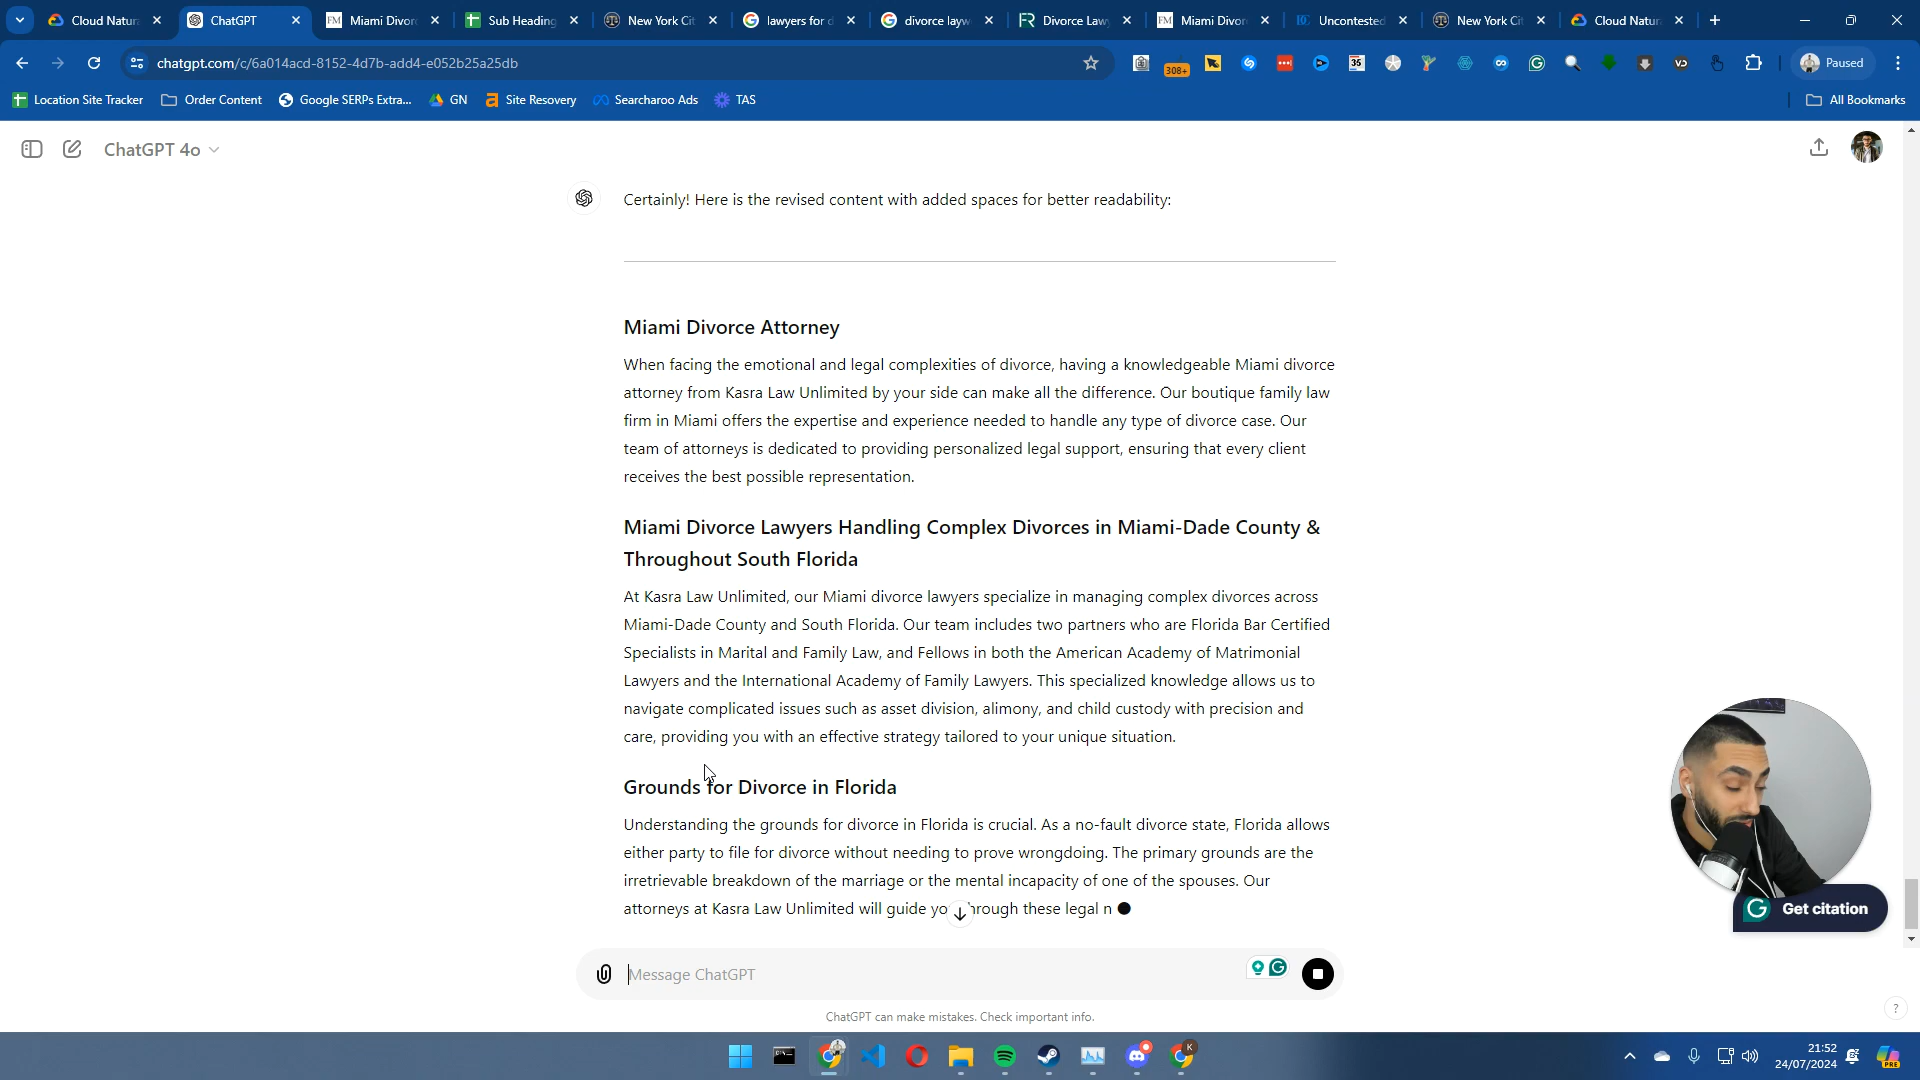 Cloud Natura
ChatGPT
Miami Divorc
Sub Heading
New York Cit
lawyers for d
divorce layw
Divorce Law
Miami Divor
Uncontested
New York Cit
Cloud Natur
chatgpt.com/c/6a014acd-8152-4d7b-add4-e052b25a25db
308+
35
Paused
Location Site Tracker
Order Content
Google SERPs Extra...
GN
Site Recovery
Searcharoo Ads
TAS
All Bookmarks
ChatGPT 4o
Certainly! Here is the revised content with added spaces for better readability:
Miami Divorce Attorney
When facing the emotional and legal complexities of divorce, having a knowledgeable Miami divorce
attorney from Kasra Law Unlimited by your side can make all the difference. Our boutique family law
firm in Miami offers the expertise and experience needed to handle any type of divorce case. Our
team of attorneys is dedicated to providing personalized legal support, ensuring that every client
receives the best possible representation.
Miami Divorce Lawyers Handling Complex Divorces in Miami-Dade County &
Throughout South Florida
At Kasra Law Unlimited, our Miami divorce lawyers specialize in managing complex divorces across
Miami-Dade County and South Florida. Our team includes two partners who are Florida Bar Certified
Specialists in Marital and Family Law, and Fellows in both the American Academy of Matrimonial
Lawyers and the International Academy of Family Lawyers. This specialized knowledge allows us to
navigate complicated issues such as asset division, alimony, and child custody with precision and
care, providing you with an effective strategy tailored to your unique situation.
Grounds for Divorce in Florida
Understanding the grounds for divorce in Florida is crucial. As a no-fault divorce state, Florida allows
either party to file for divorce without needing to prove wrongdoing. The primary grounds are the
irretrievable breakdown of the marriage or the mental incapacity of one of the spouses. Our
attorneys at Kasra Law Unlimited will guide yo hrough these legal n
Get citation
Message ChatGPT
ChatGPT can make mistakes. Check important info.
?
21:52
24/07/2024